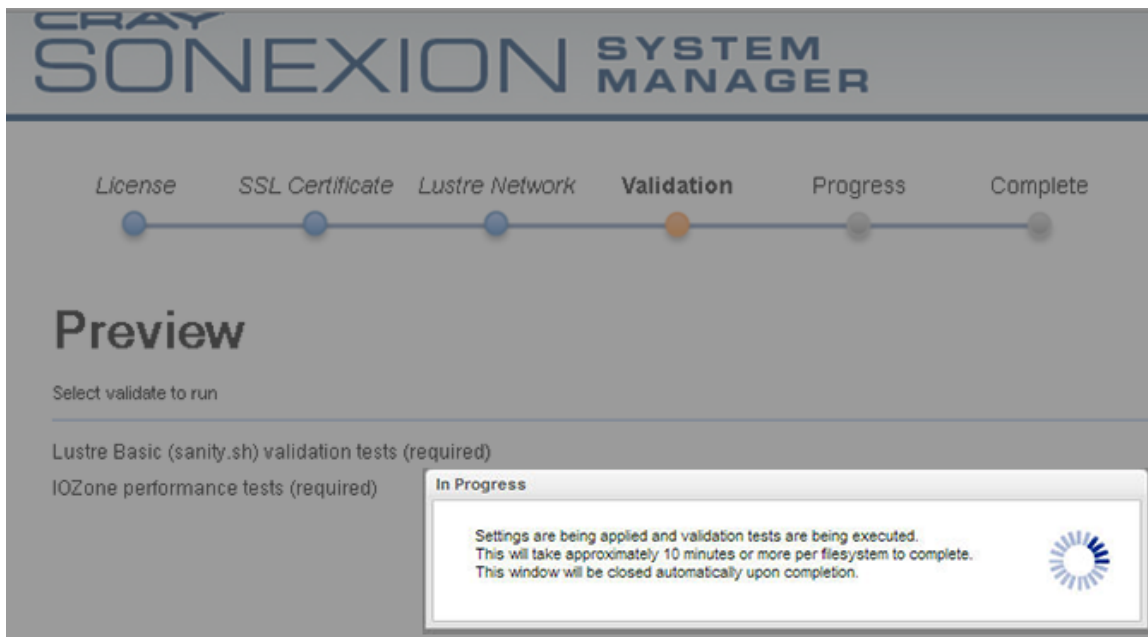 CRAY
SONEXION SYSTEM MANAGER
License SSL Certificate Lustre Network Validation Progress Complete
Preview
Select validate to run
Lustre Basic (sanity.sh) validation tests (required)
IOZone performance tests (required)
In Progress
Settings are being applied and validation tests are being executed.
This will take approximately 10 minutes or more per filesystem to complete.
This window will be closed automatically upon completion.